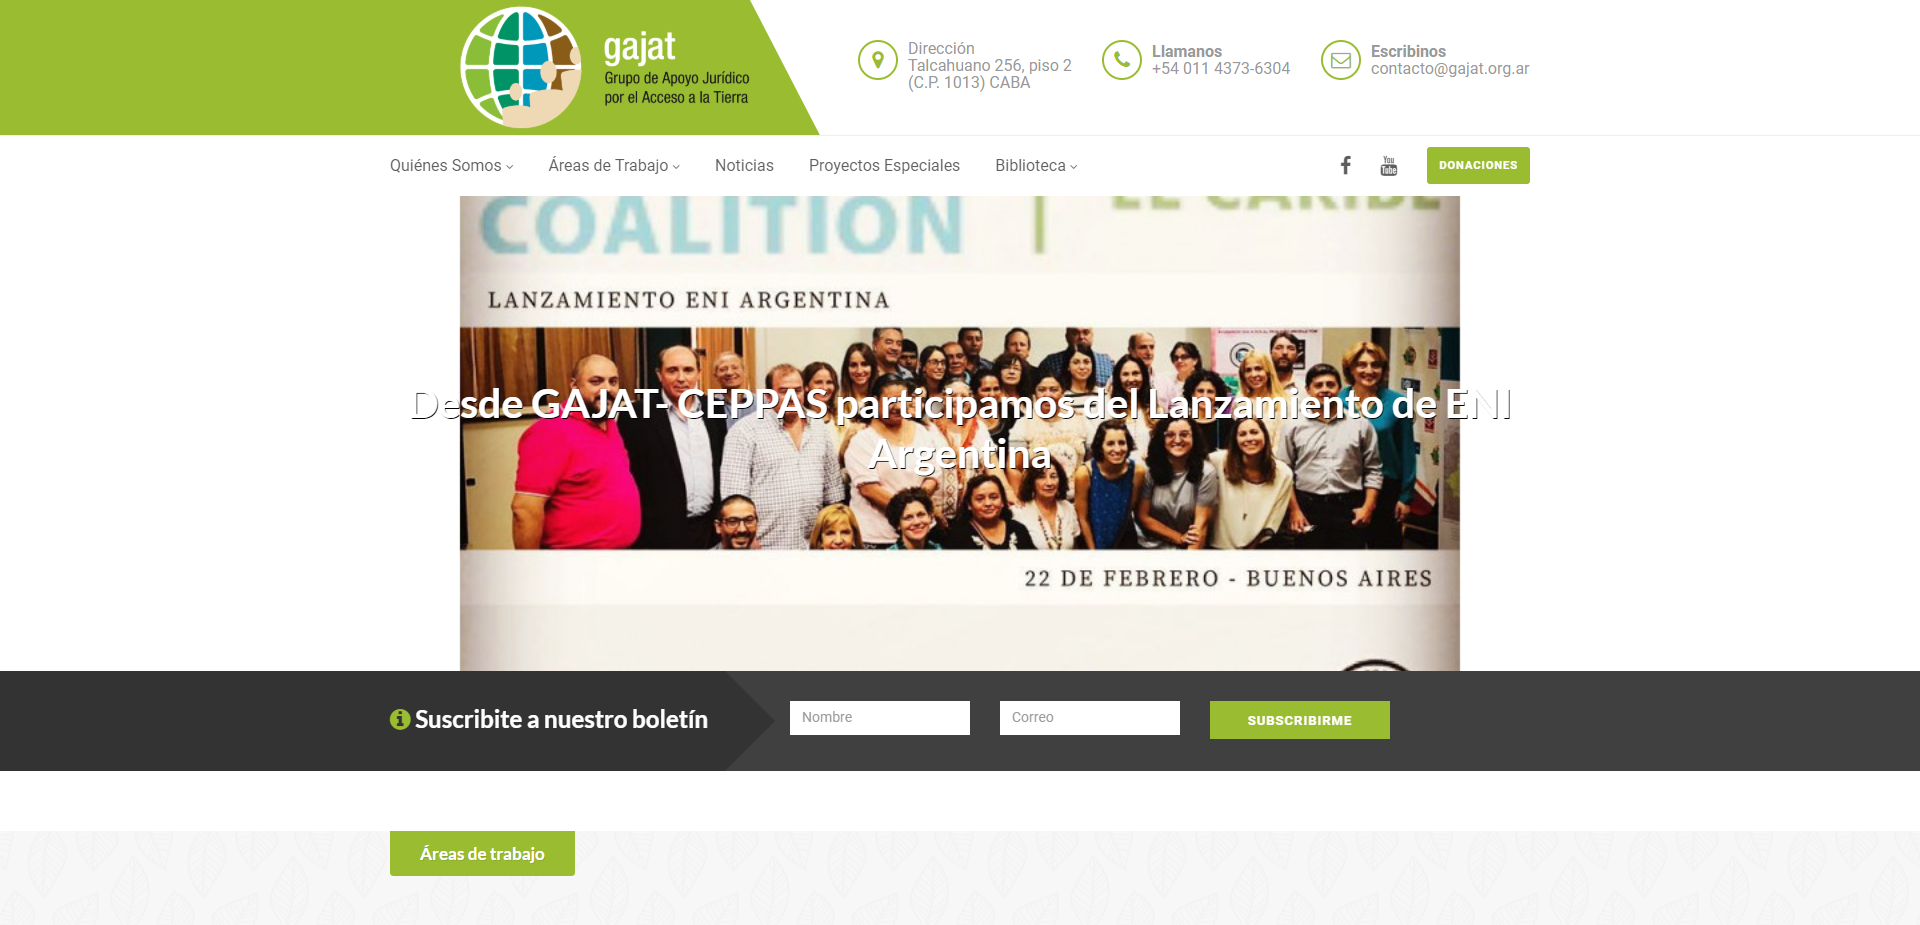 gajat
Grupo de Apoyo Jurídico
por el Acceso a la Tierra
Dirección
Talcahuano 256, piso 2
(C.P. 1013) CABA
Llamanos
+54 011 4373-6304
Escribinos
contacto@gajat.org.ar
Quiénes Somos
Áreas de Trabajo
Noticias
Proyectos Especiales
Biblioteca
You
Tube
DONACIONES
COALITION
EL CARIBE
LANZAMIENTO ENI ARGENTINA
Desde GAJAT- CEPPAS participamos del Lanzamiento de ENI
Argentina
22 DE FEBRERO - BUENOS AIRES
Suscribite a nuestro boletín
Nombre
Correo
SUBSCRIBIRME
Áreas de trabajo